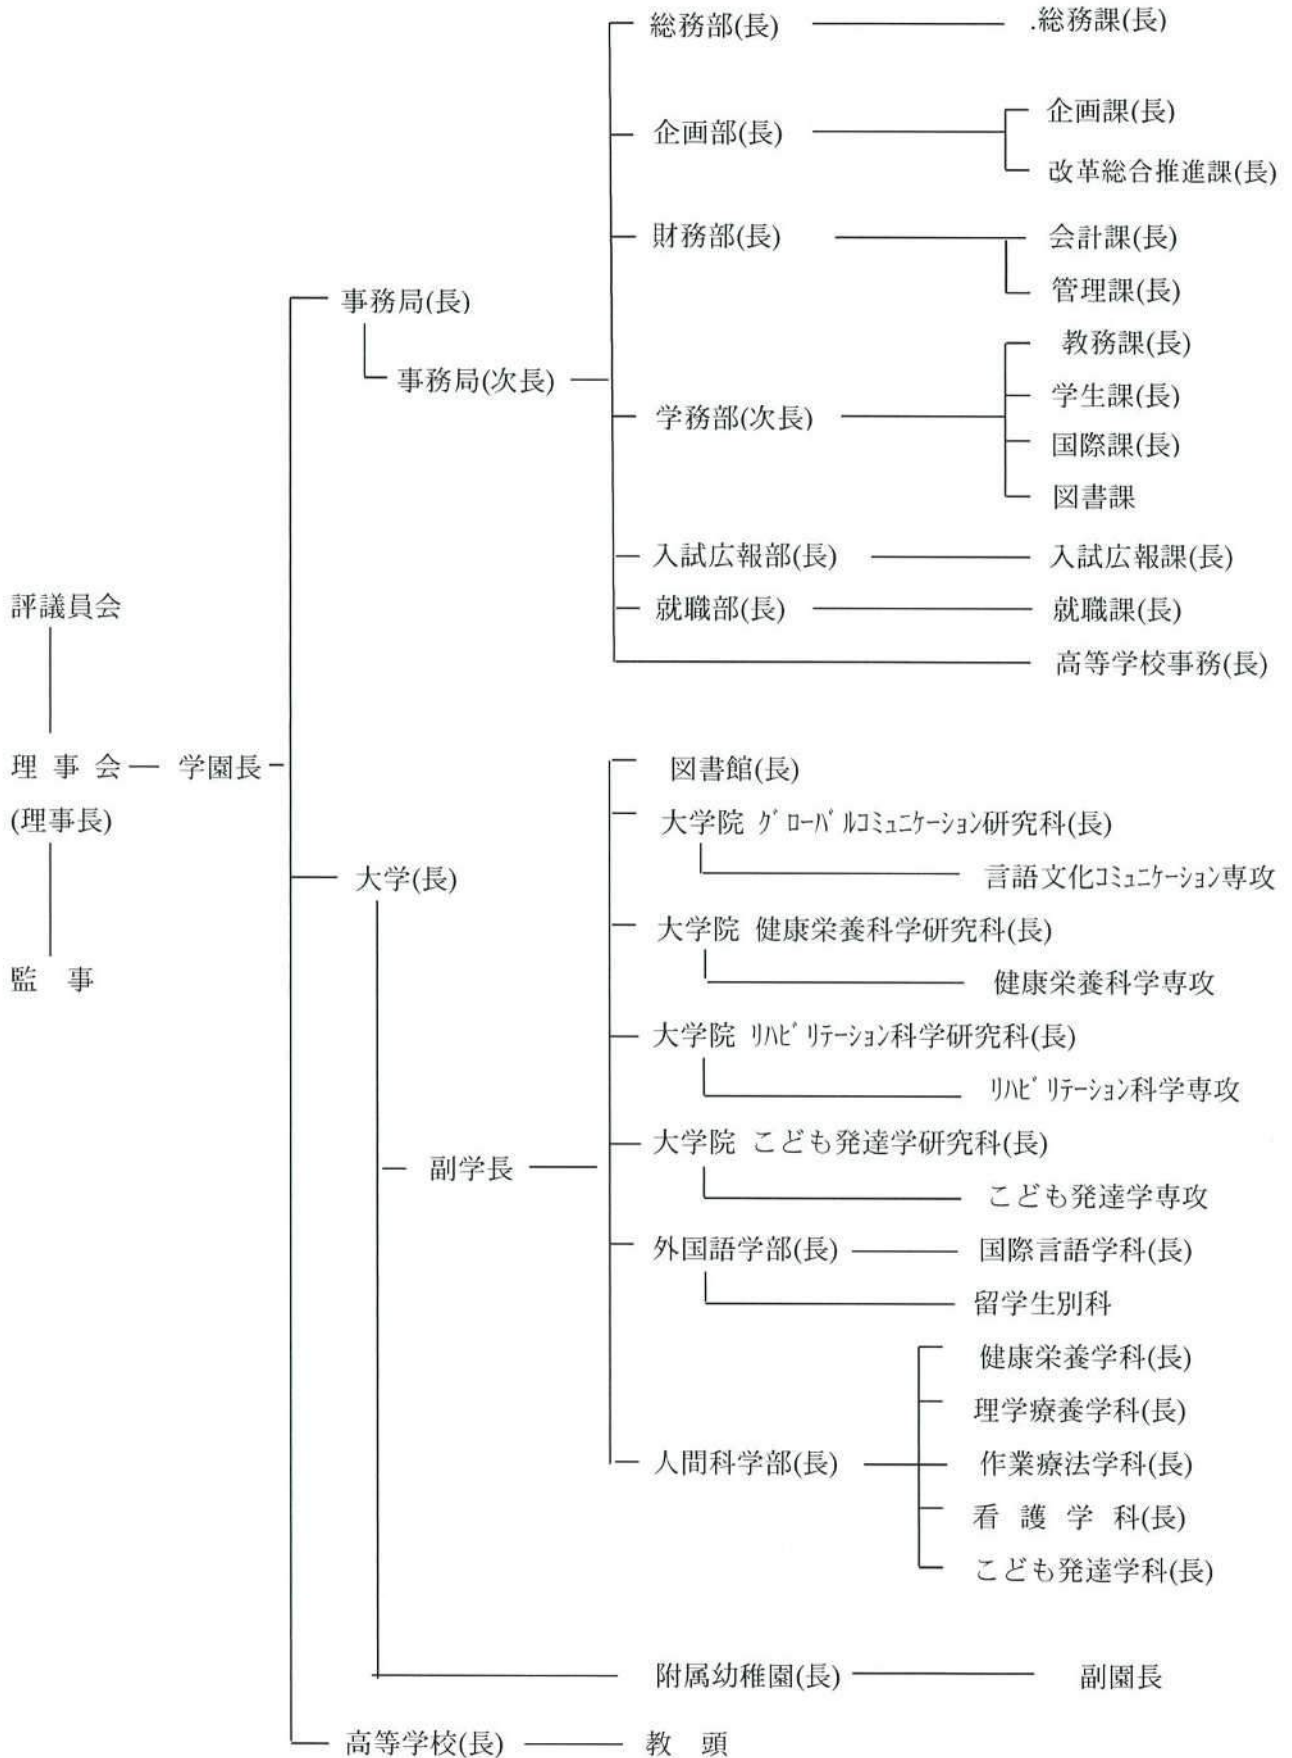 総務部(長)
.総務課(長)
企画部(長)
企画課(長)
改革総合推進課(長)
財務部(長)
会計課(長)
管理課(長)
事務局(長)
事務局(次長)
学務部(次長)
教務課(長)
学生課(長)
国際課(長)
図書課
入試広報部(長)
入試広報課(長)
就職部(長)
就職課(長)
高等学校事務(長)
評議員会
理 事 会
(理事長)
監 事
学園長
大学(長)
副学長
図書館(長)
大学院 グローバルコミュニケーション研究科(長)
言語文化コミュニケーション専攻
大学院 健康栄養科学研究科(長)
健康栄養科学専攻
大学院 リハビリテーション科学研究科(長)
リハビリテーション科学専攻
大学院 こども発達学研究科(長)
こども発達学専攻
外国語学部(長)
国際言語学科(長)
留学生別科
人間科学部(長)
健康栄養学科(長)
理学療養学科(長)
作業療法学科(長)
看 護 学 科(長)
こども発達学科(長)
附属幼稚園(長)
副園長
高等学校(長)
教 頭